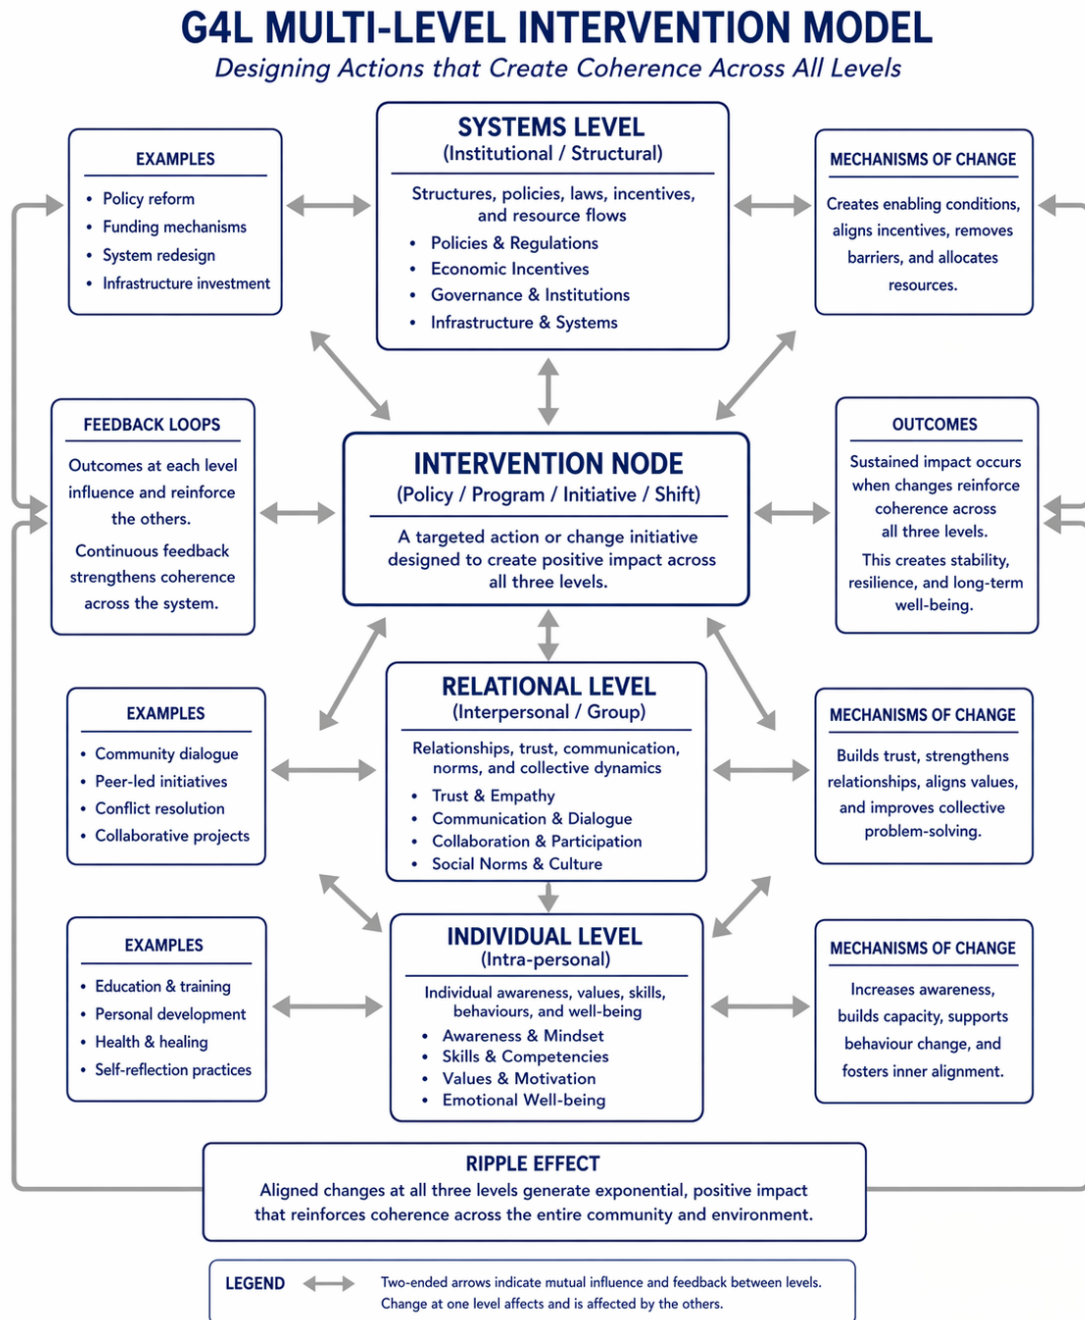 G4L MULTI-LEVEL INTERVENTION MODEL
Designing Actions that Create Coherence Across All Levels
EXAMPLES
• Policy reform
• Funding mechanisms
• System redesign
• Infrastructure investment
SYSTEMS LEVEL
(Institutional / Structural)
Structures, policies, laws, incentives,
and resource flows
• Policies & Regulations
• Economic Incentives
• Governance & Institutions
• Infrastructure & Systems
MECHANISMS OF CHANGE
Creates enabling conditions,
aligns incentives, removes
barriers, and allocates
resources.
FEEDBACK LOOPS
Outcomes at each level
influence and reinforce
the others.
Continuous feedback
strengthens coherence
across the system.
INTERVENTION NODE
(Policy / Program / Initiative / Shift)
A targeted action or change initiative
designed to create positive impact across
all three levels.
OUTCOMES
Sustained impact occurs
when changes reinforce
coherence across
all three levels.
This creates stability,
resilience, and long-term
well-being.
EXAMPLES
• Community dialogue
• Peer-led initiatives
• Conflict resolution
• Collaborative projects
RELATIONAL LEVEL
(Interpersonal / Group)
Relationships, trust, communication,
norms, and collective dynamics
• Trust & Empathy
• Communication & Dialogue
• Collaboration & Participation
• Social Norms & Culture
MECHANISMS OF CHANGE
Builds trust, strengthens
relationships, aligns values,
and improves collective
problem-solving.
EXAMPLES
• Education & training
• Personal development
• Health & healing
• Self-reflection practices
INDIVIDUAL LEVEL
(Intra-personal)
Individual awareness, values, skills,
behaviours, and well-being
• Awareness & Mindset
• Skills & Competencies
• Values & Motivation
• Emotional Well-being
MECHANISMS OF CHANGE
Increases awareness,
builds capacity, supports
behaviour change, and
fosters inner alignment.
RIPPLE EFFECT
Aligned changes at all three levels generate exponential, positive impact
that reinforces coherence across the entire community and environment.
LEGEND
Two-ended arrows indicate mutual influence and feedback between levels.
Change at one level affects and is affected by the others.